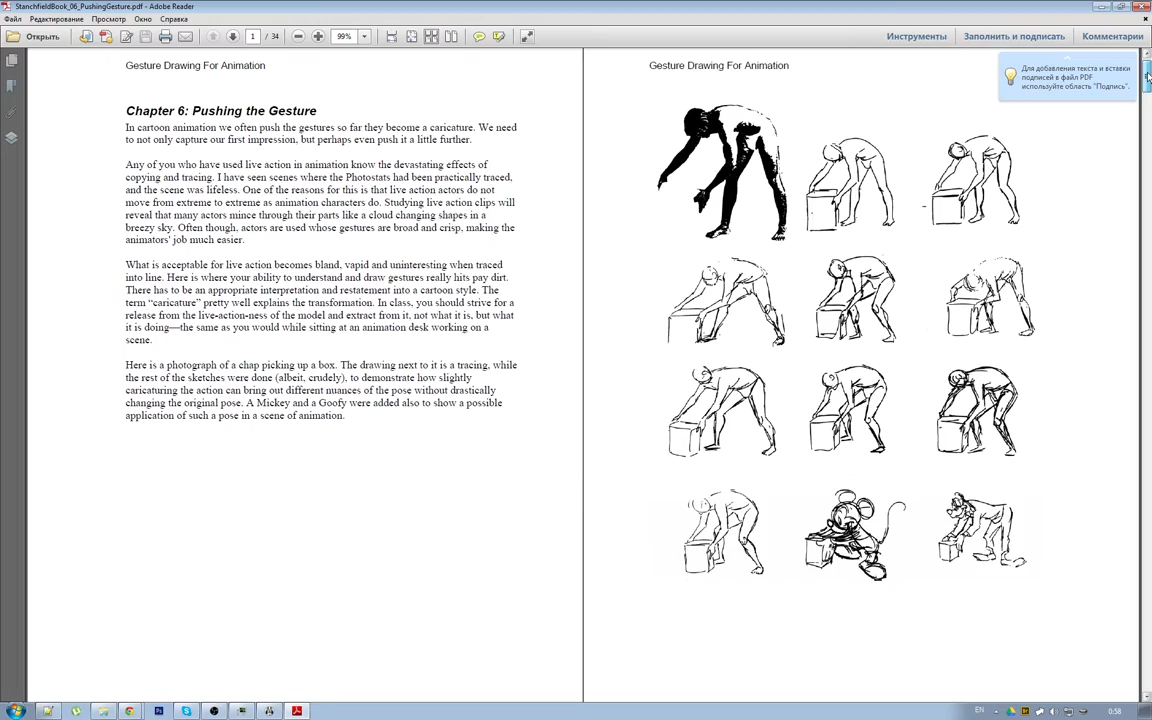 StanchfieldBook_06_PushingGesture.pdf - Adobe Reader
Файл Редактирование Просмотр Окно Справка
Открыть 1 / 34 99% Инструменты Заполнить и подписать Комментарии
Для добавления текста и вставки
подписей в файл PDF
используйте область "Подпись".
Gesture Drawing For Animation
Chapter 6: Pushing the Gesture
In cartoon animation we often push the gestures so far they become a caricature. We need
to not only capture our first impression, but perhaps even push it a little further.
Any of you who have used live action in animation know the devastating effects of
copying and tracing. I have seen scenes where the Photostats had been practically traced,
and the scene was lifeless. One of the reasons for this is that live action actors do not
move from extreme to extreme as animation characters do. Studying live action clips will
reveal that many actors mince through their parts like a cloud changing shapes in a
breezy sky. Often though, actors are used whose gestures are broad and crisp, making the
animators' job much easier.
What is acceptable for live action becomes bland, vapid and uninteresting when traced
into line. Here is where your ability to understand and draw gestures really hits pay dirt.
There has to be an appropriate interpretation and restatement into a cartoon style. The
term “caricature” pretty well explains the transformation. In class, you should strive for a
release from the live-action-ness of the model and extract from it, not what it is, but what
it is doing—the same as you would while sitting at an animation desk working on a
scene.
Here is a photograph of a chap picking up a box. The drawing next to it is a tracing, while
the rest of the sketches were done (albeit, crudely), to demonstrate how slightly
caricaturing the action can bring out different nuances of the pose without drastically
changing the original pose. A Mickey and a Goofy were added also to show a possible
application of such a pose in a scene of animation.
Gesture Drawing For Animation
EN 0:58